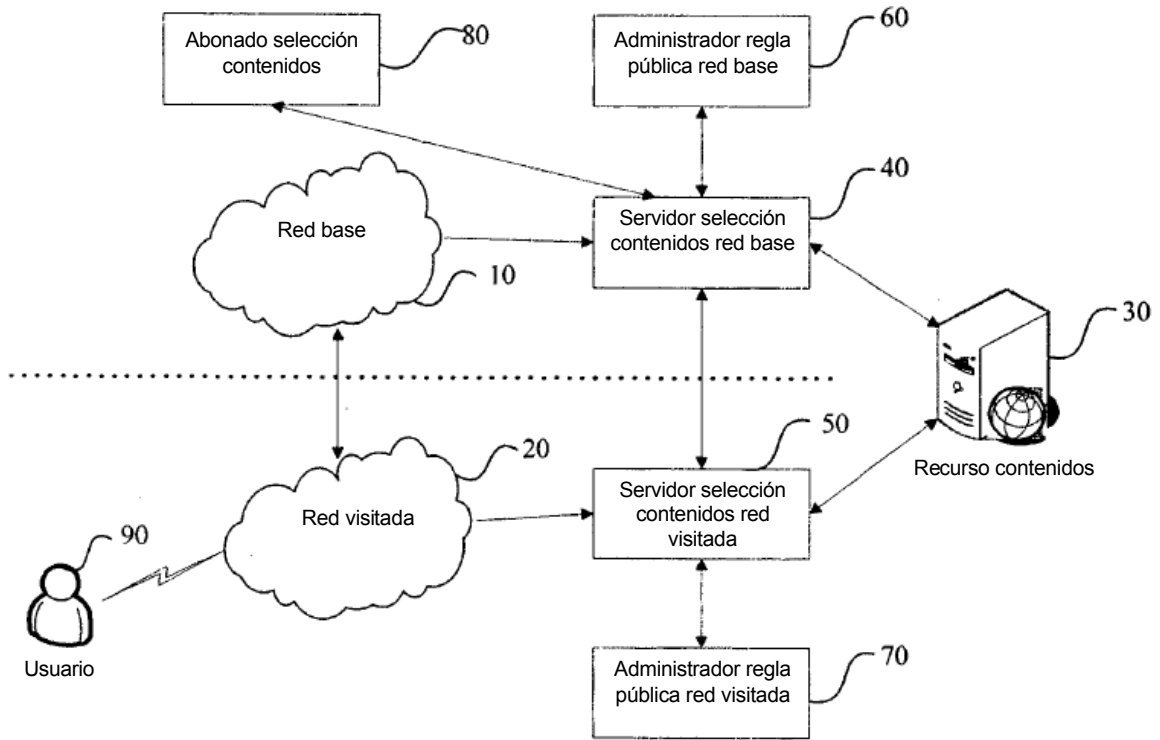 Abonado selección
contenidos
80
Administrador regla
pública red base
60
Red base
10
Servidor selección
contenidos red base
40
30
Recurso contenidos
Red visitada
20
Servidor selección
contenidos red
visitada
50
90
Usuario
Administrador regla
pública red visitada
70